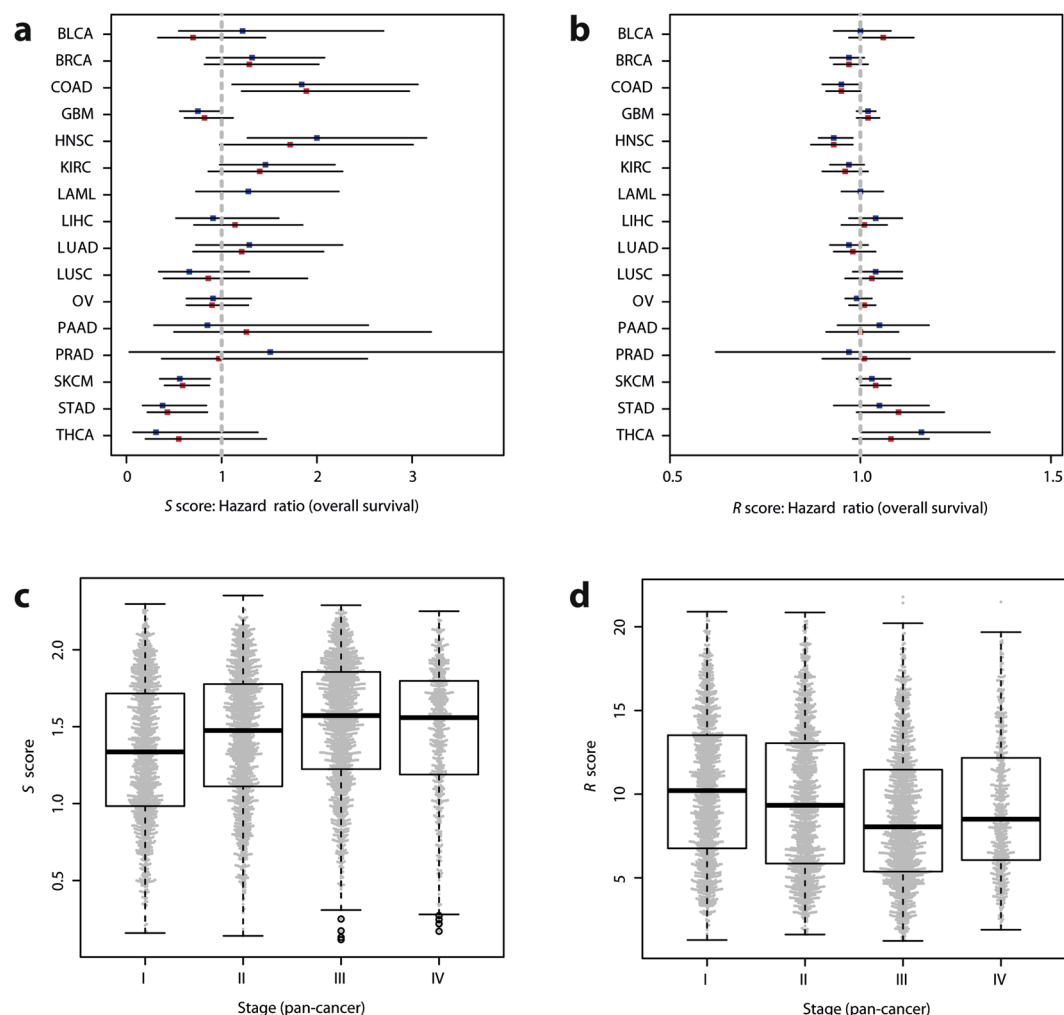 a
BLCA
BRCA
COAD
GBM
HNSC
KIRC
LAML
LIHC
LUAD
LUSC
OV
PAAD
PRAD
SKCM
STAD
THCA
0 1 2 3
S score: Hazard ratio (overall survival)
b
BLCA
BRCA
COAD
GBM
HNSC
KIRC
LAML
LIHC
LUAD
LUSC
OV
PAAD
PRAD
SKCM
STAD
THCA
0.5 1.0 1.5
R score: Hazard ratio (overall survival)
c
2.0
1.5
1.0
0.5
S score
I II III IV
Stage (pan-cancer)
d
20
15
10
5
R score
I II III IV
Stage (pan-cancer)